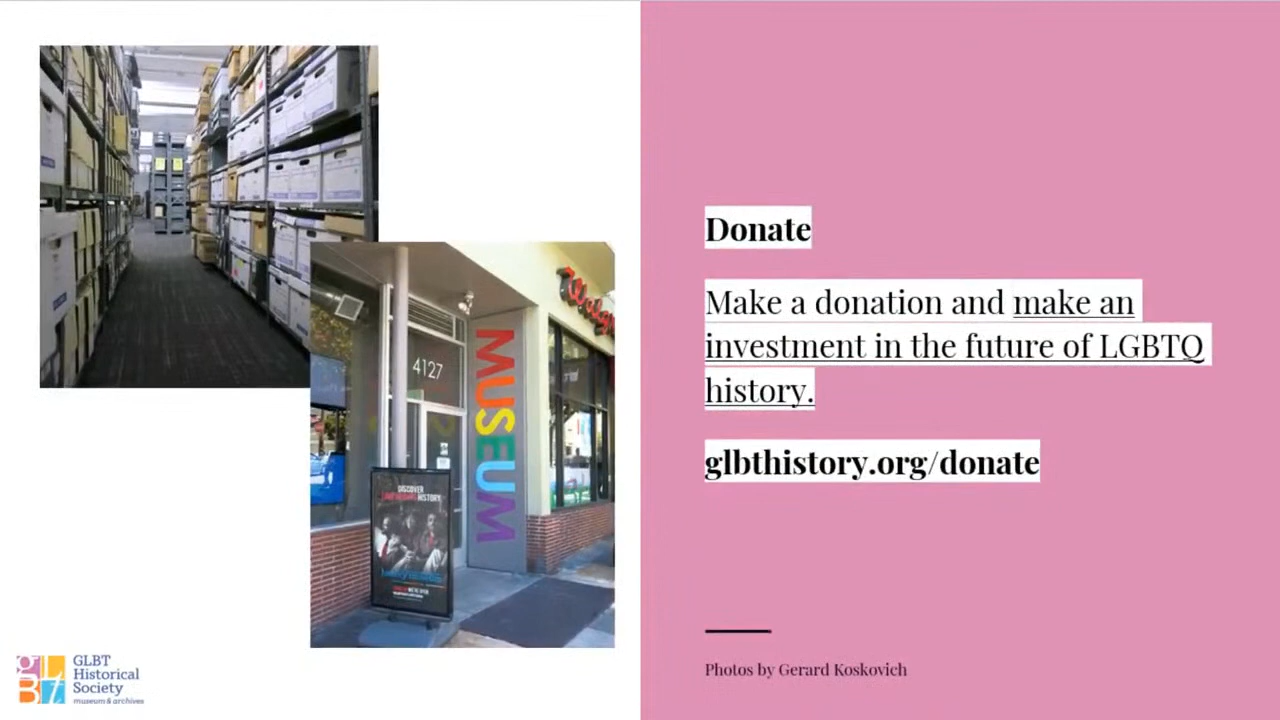 Donate
Make a donation and make an
investment in the future of LGBTQ
history.
glbthistory.org/donate
Photos by Gerard Koskovich
4127
MUSEUM
DISCOVER
HISTORY
GLBT
Historical
Society
museum & archives